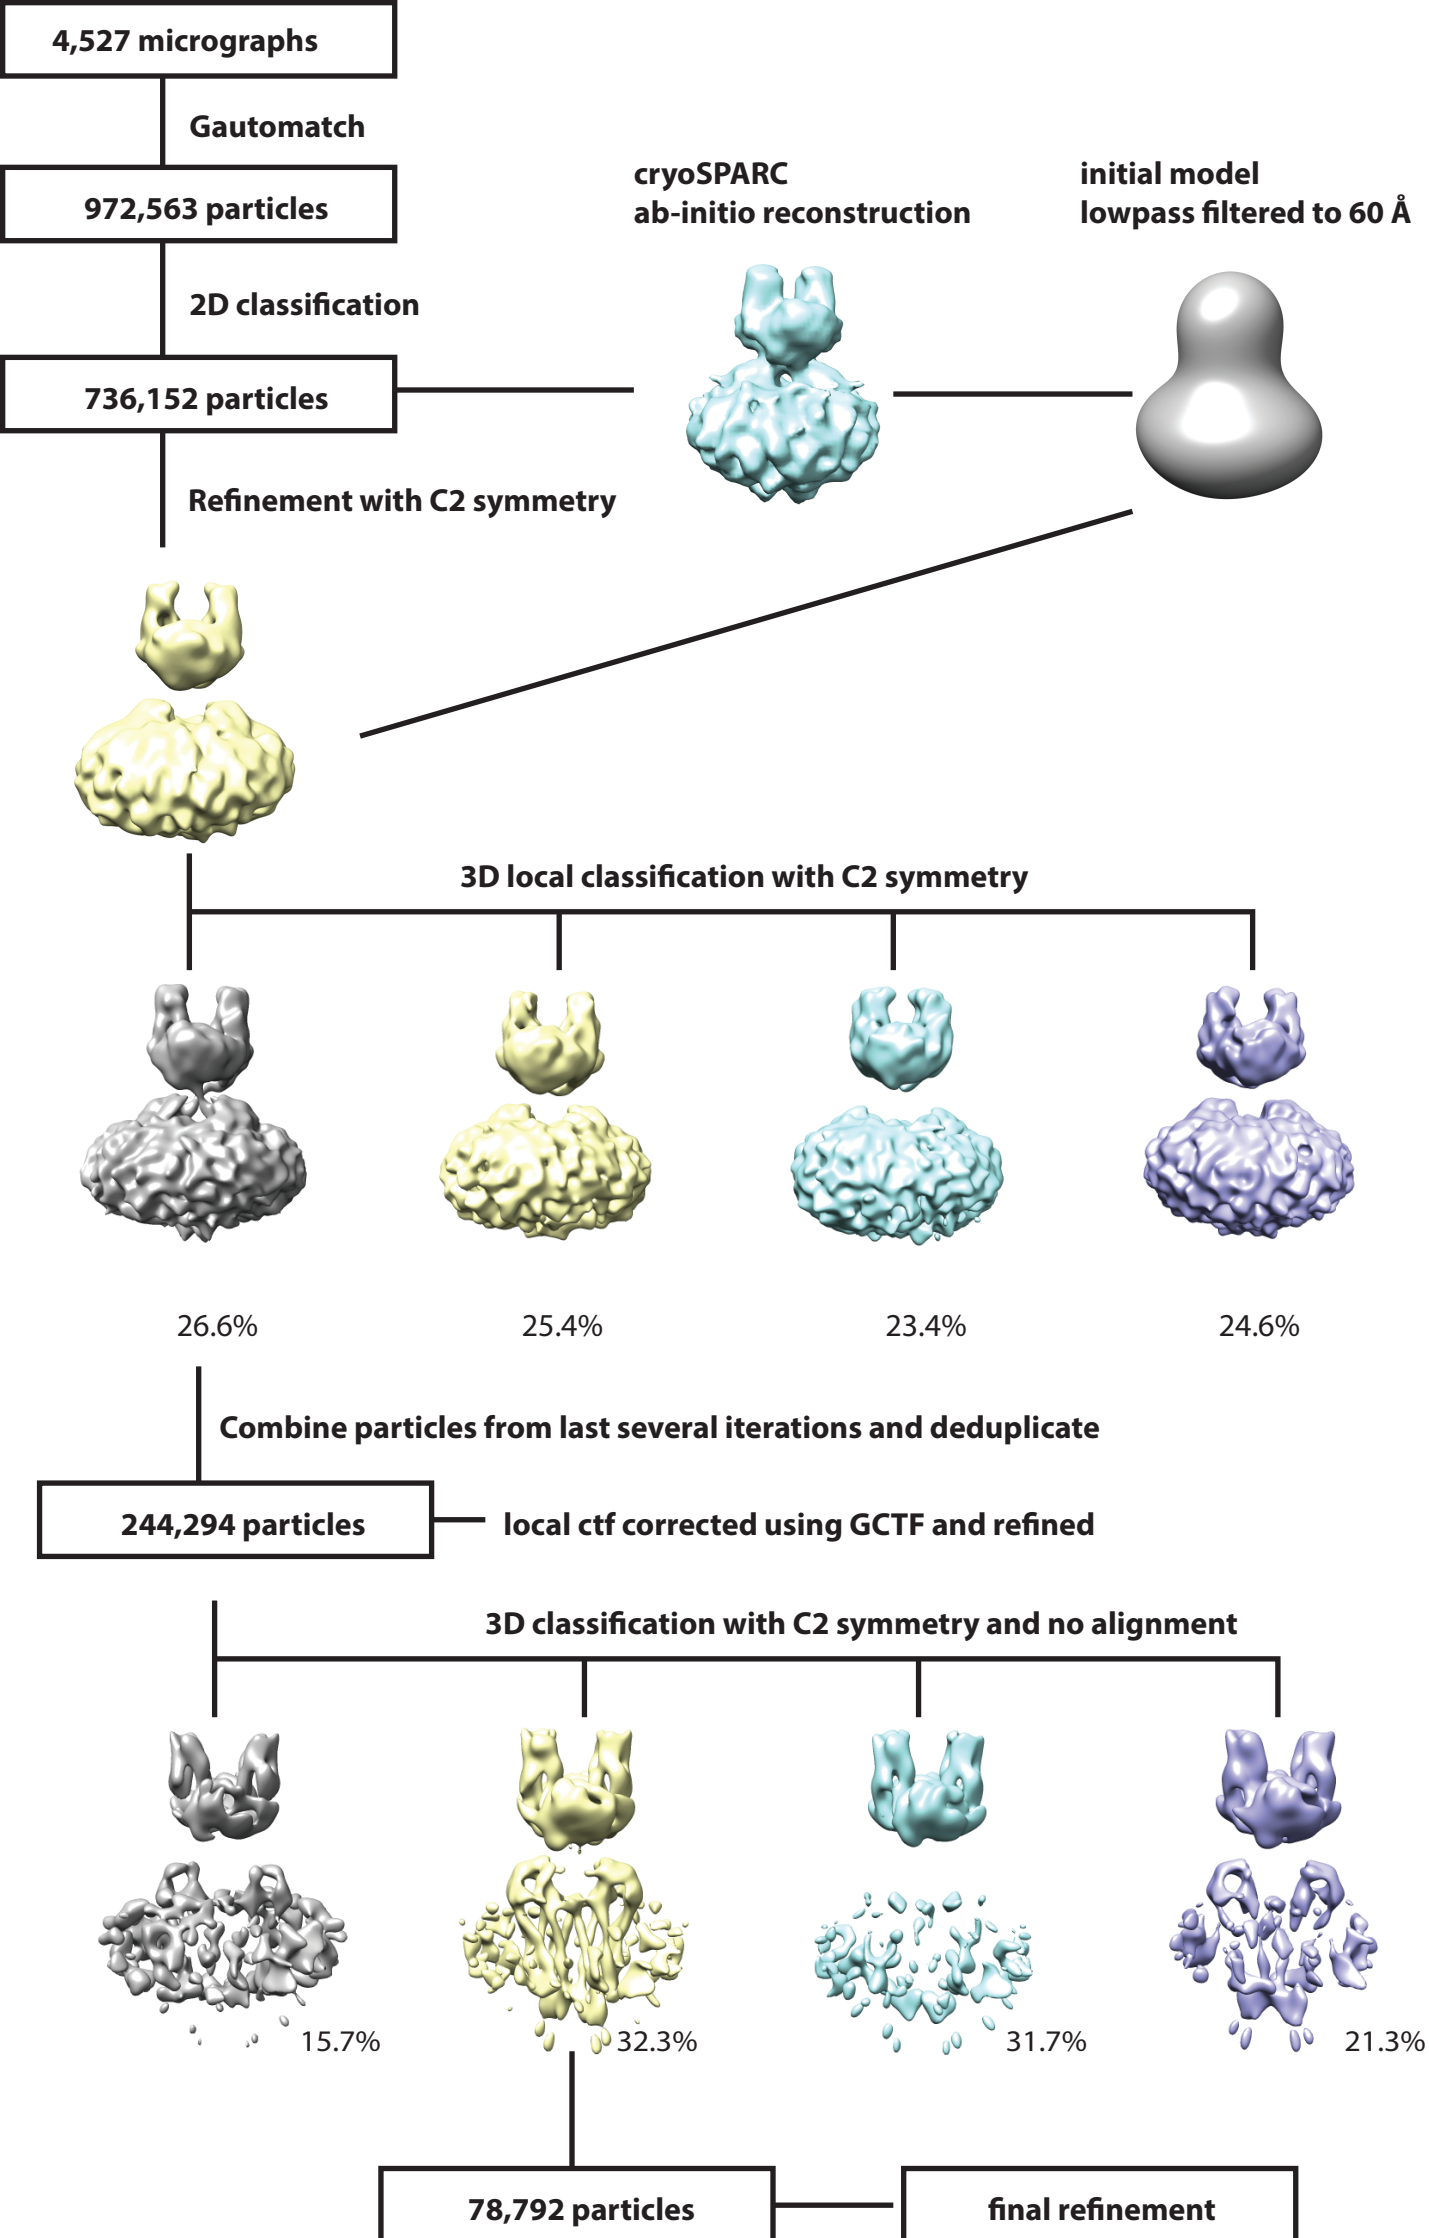 4,527 micrographs
Gautomatch
972,563 particles
cryoSPARC
ab-initio reconstruction
initial model
lowpass filtered to 60 Å
2D classification
736,152 particles
Refinement with C2 symmetry
3D local classification with C2 symmetry
26.6%
25.4%
23.4%
24.6%
Combine particles from last several iterations and deduplicate
244,294 particles
local ctf corrected using GCTF and refined
3D classification with C2 symmetry and no alignment
15.7%
32.3%
31.7%
21.3%
78,792 particles
final refinement